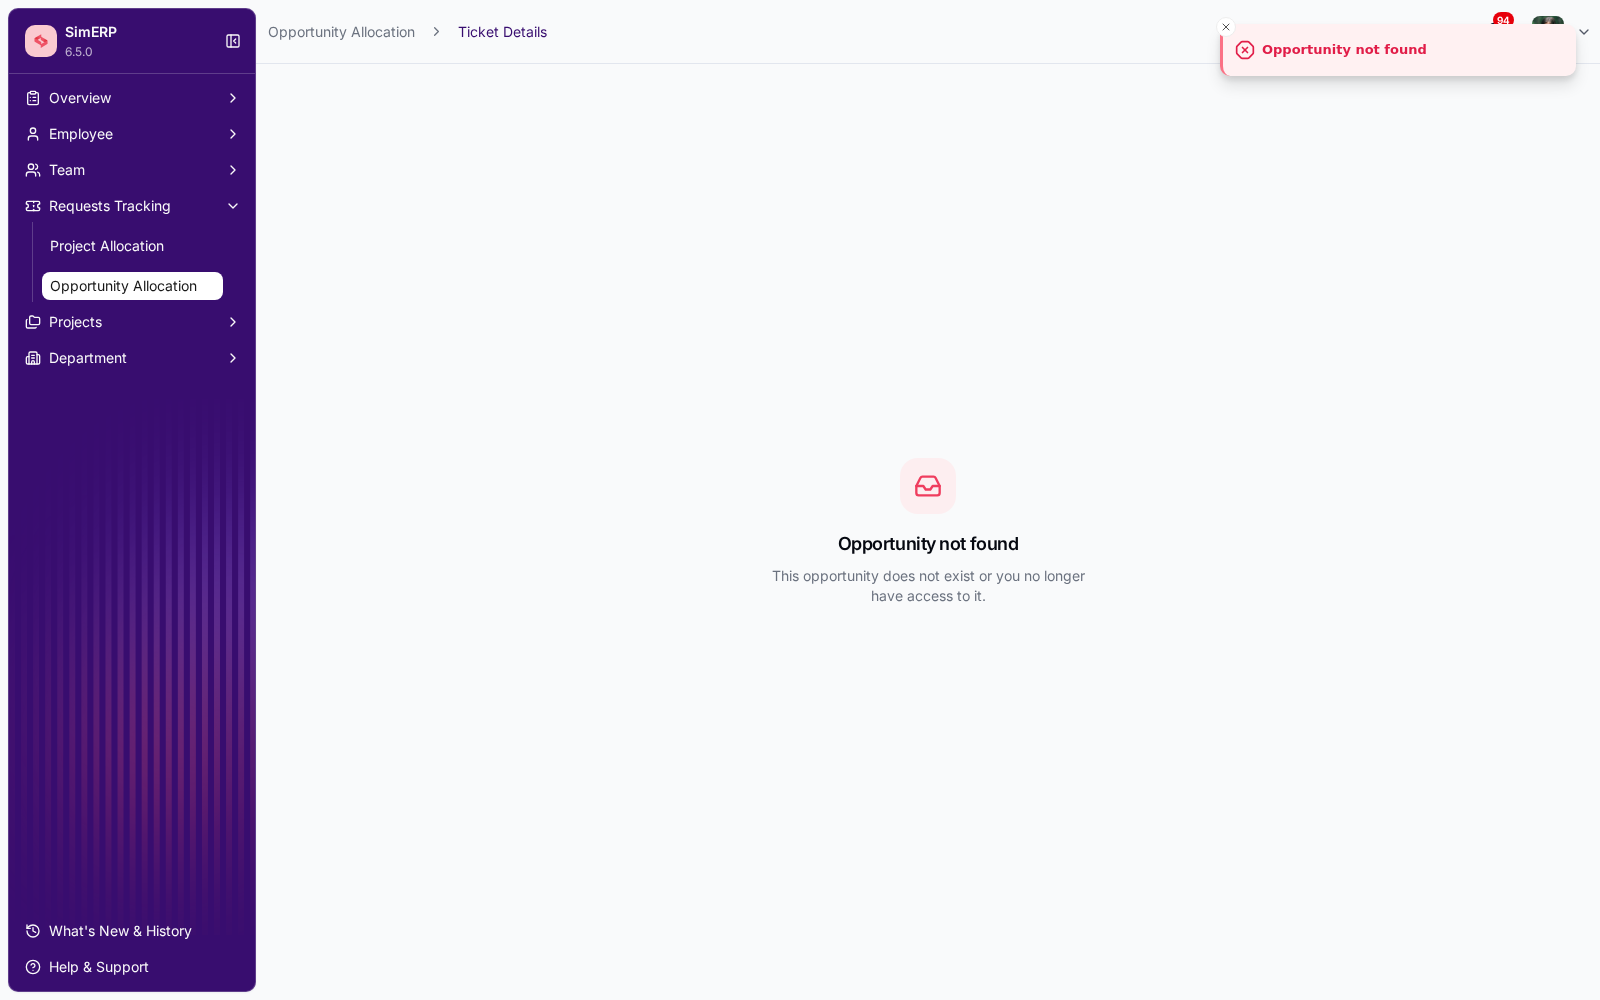 SimERP
6.5.0
Overview
Employee
Team
Requests Tracking
Project Allocation
Opportunity Allocation
Projects
Department
What's New & History
Help & Support
Opportunity Allocation > Ticket Details
94
Opportunity not found
Opportunity not found
This opportunity does not exist or you no longer
have access to it.